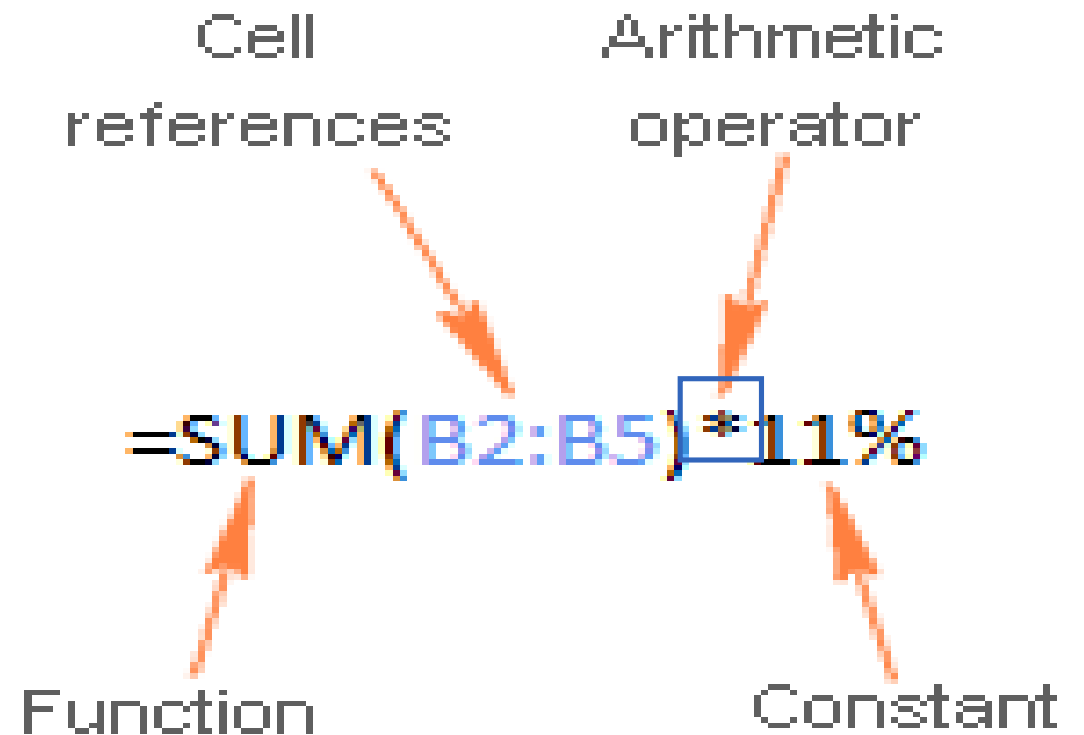 Cell
references
Arithmetic
operator
=SUM(B2:B5)*11%
Function
Constant